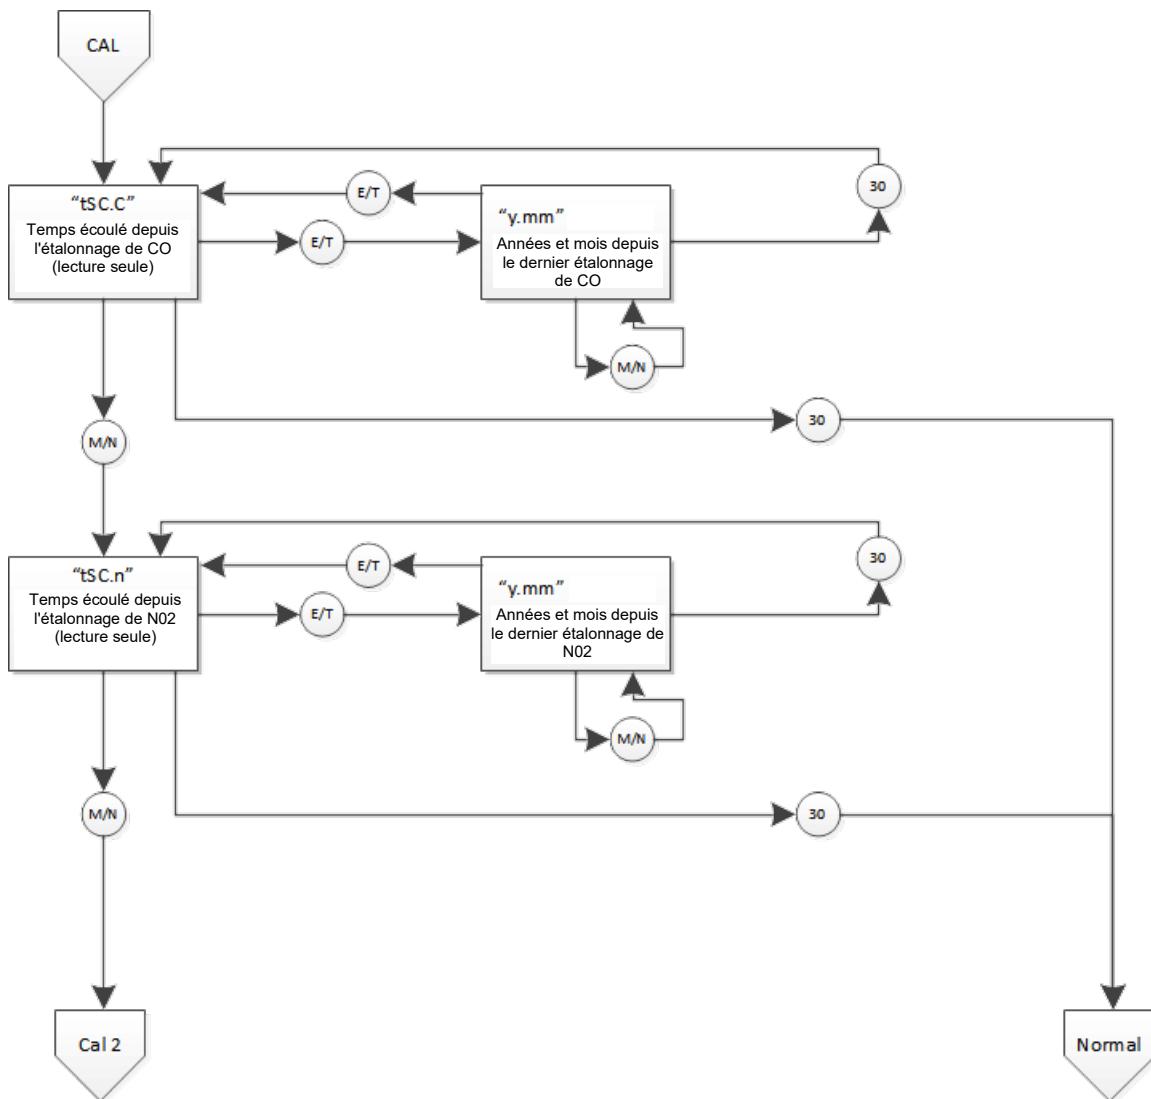 CAL
30
E/T
“tSC.C”
Temps écoulé depuis
l'étalonnage de CO
(lecture seule)
E/T
“y.mm”
Années et mois depuis
le dernier étalonnage
de CO
M/N
30
M/N
30
E/T
“tSC.n”
Temps écoulé depuis
l'étalonnage de N02
(lecture seule)
E/T
“y.mm”
Années et mois depuis
le dernier étalonnage de
N02
M/N
M/N
30
Cal 2
Normal